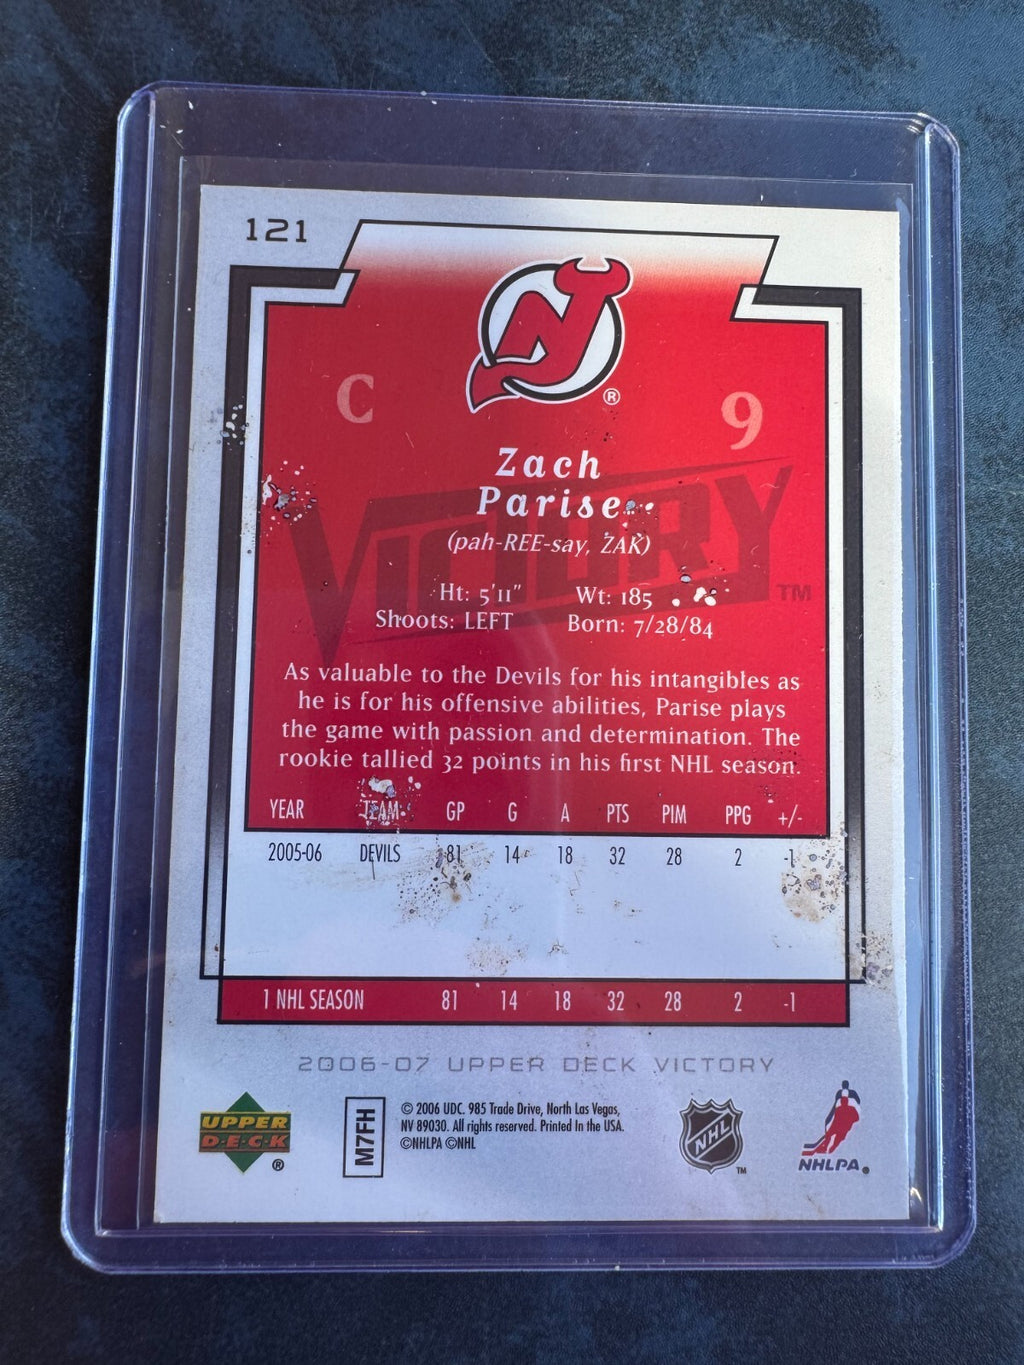 121
C
9
Zach
Parise
(pah-REE-say, ZAK)
VICTORY TM
Ht: 5'11" Wt: 185
Shoots: LEFT Born: 7/28/84
As valuable to the Devils for his intangibles as
he is for his offensive abilities, Parise plays
the game with passion and determination. The
rookie tallied 32 points in his first NHL season.
YEAR TEAM GP G A PTS PIM PPG +/-
2005-06 DEVILS 81 14 18 32 28 2 -1
1 NHL SEASON 81 14 18 32 28 2 -1
2006-07 UPPER DECK VICTORY
UPPER
DECK
®
M7FH
© 2006 UDC. 985 Trade Drive, North Las Vegas,
NV 89030. All rights reserved. Printed In the USA.
©NHLPA ©NHL
NHL TM
NHLPA®